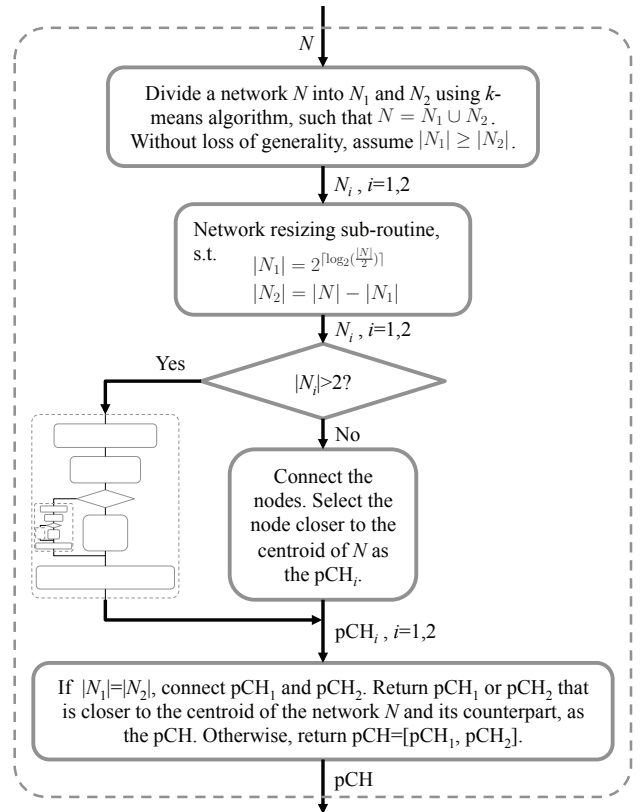 N
Divide a network N into N₁ and N₂ using k-
means algorithm, such that N = N₁ ∪ N₂ .
Without loss of generality, assume |N₁| ≥ |N₂| .
Nᵢ , i=1,2
Network resizing sub-routine,
s.t.
|N₁| = 2^{⌈log₂(|N|/2)⌉}
|N₂| = |N| − |N₁|
Nᵢ , i=1,2
Yes
|Nᵢ|>2?
No
Connect the
nodes. Select the
node closer to the
centroid of N as
the pCHᵢ.
pCHᵢ, i=1,2
If |N₁|=|N₂|, connect pCH₁ and pCH₂. Return pCH₁ or pCH₂ that
is closer to the centroid of the network N and its counterpart, as
the pCH. Otherwise, return pCH=[pCH₁, pCH₂].
pCH